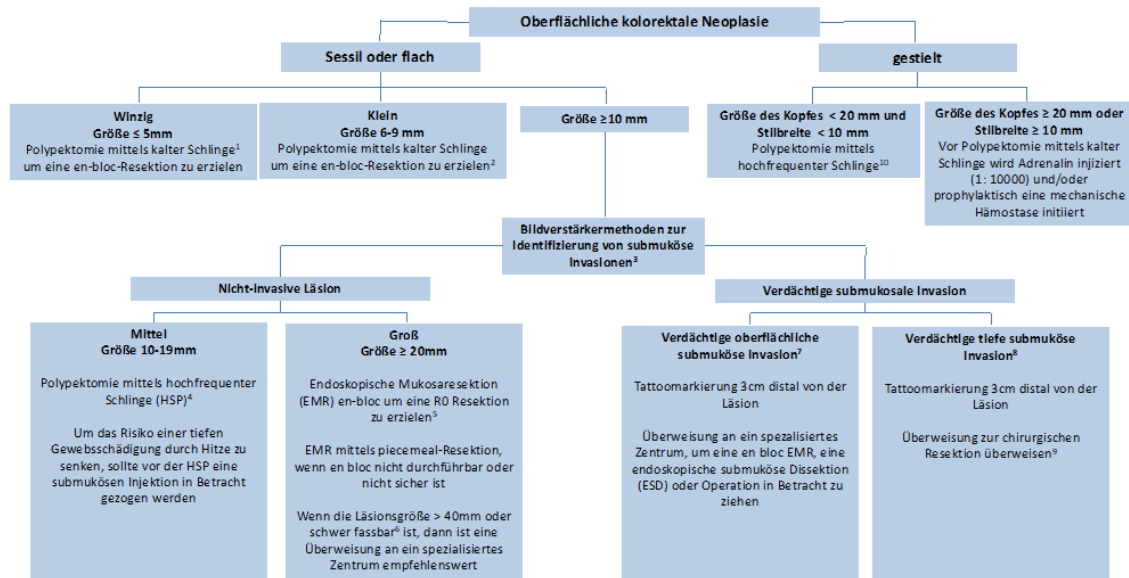 Oberflächliche kolorektale Neoplasie
Sessil oder flach
gestielt
Winzig
Größe ≤ 5mm
Polypektomie mittels kalter Schlinge¹
um eine en-bloc-Resektion zu erzielen
Klein
Größe 6-9 mm
Polypektomie mittels kalter Schlinge
um eine en-bloc-Resektion zu erzielen²
Größe ≥10 mm
Größe des Kopfes < 20 mm und
Stilbreite
< 10 mm
Polypektomie mittels
hochfrequenter Schlinge¹⁰
Größe des Kopfes ≥ 20 mm oder
Stilbreite ≥ 10 mm
Vor Polypektomie mittels kalter
Schlinge wird Adrenalin injiziert
(1: 10000) und/oder
prophylaktisch eine mechanische
Hämostase initiiert
Bildverstärkermethoden zur
Identifizierung von submuköse
Invasionen³
Nicht-invasive Läsion
Verdächtige submukosale Invasion
Mittel
Größe 10-19mm
Polypektomie mittels hochfrequenter
Schlinge (HSP)⁴
Um das Risiko einer tiefen
Gewebsschädigung durch Hitze zu
senken, sollte vor der HSP eine
submukösen Injektion in Betracht
gezogen werden
Groß
Größe ≥ 20mm
Endoskopische Mukosaresektion
(EMR) en-bloc um eine R0 Resektion
zu erzielen⁵
EMR mittels piecemeal-Resektion,
wenn en bloc nicht durchführbar oder
nicht sicher ist
Wenn die Läsionsgröße > 40mm oder
schwer fassbar⁶ ist, dann ist eine
Überweisung an ein spezialisiertes
Zentrum empfehlenswert
Verdächtige oberflächliche
submuköse Invasion⁷
Tattoomarkierung 3cm distal von der
Läsion
Überweisung an ein spezalisiertes
Zentrum, um eine en bloc EMR, eine
endoskopische submuköse Dissektion
(ESD) oder Operation in Betracht zu
ziehen
Verdächtige tiefe submuköse
Invasion⁸
Tattoomarkierung 3cm distal von der
Läsion
Überweisung zur chirurgischen
Resektion überweisen⁹